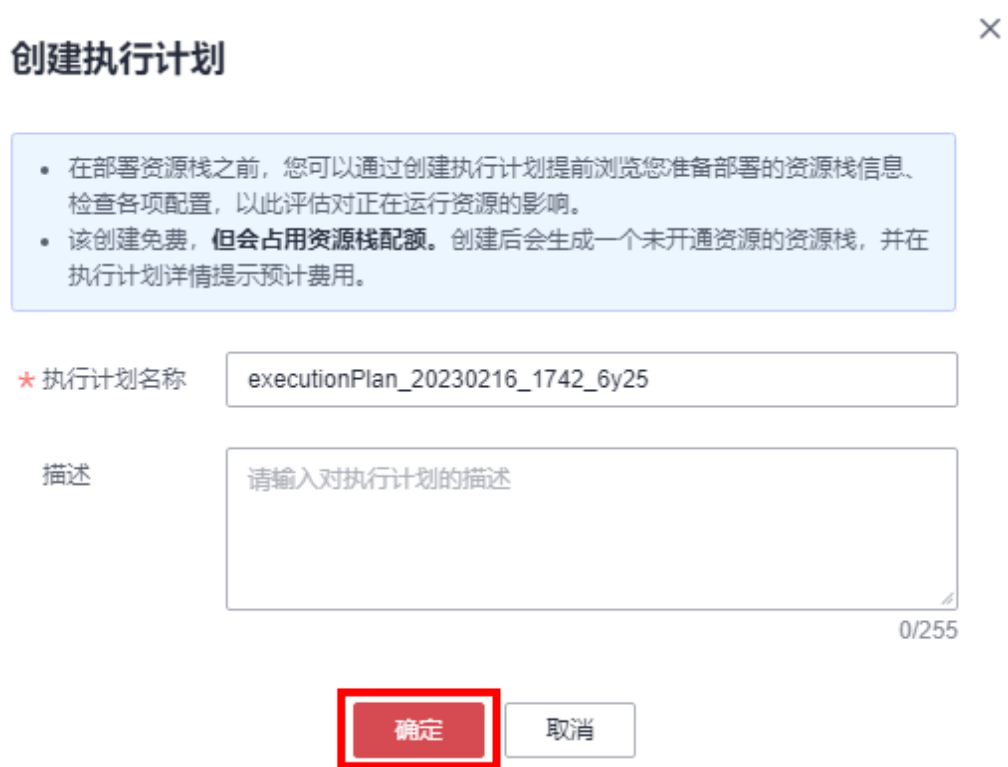 创建执行计划
在部署资源栈之前，您可以通过创建执行计划提前浏览您准备部署的资源栈信息、
检查各项配置，以此评估对正在运行资源的影响。
该创建免费，但会占用资源栈配额。创建后会生成一个未开通资源的资源栈，并在
执行计划详情提示预计费用。
* 执行计划名称 executionPlan_20230216_1742_6y25
描述 请输入对执行计划的描述
0/255
确定 取消